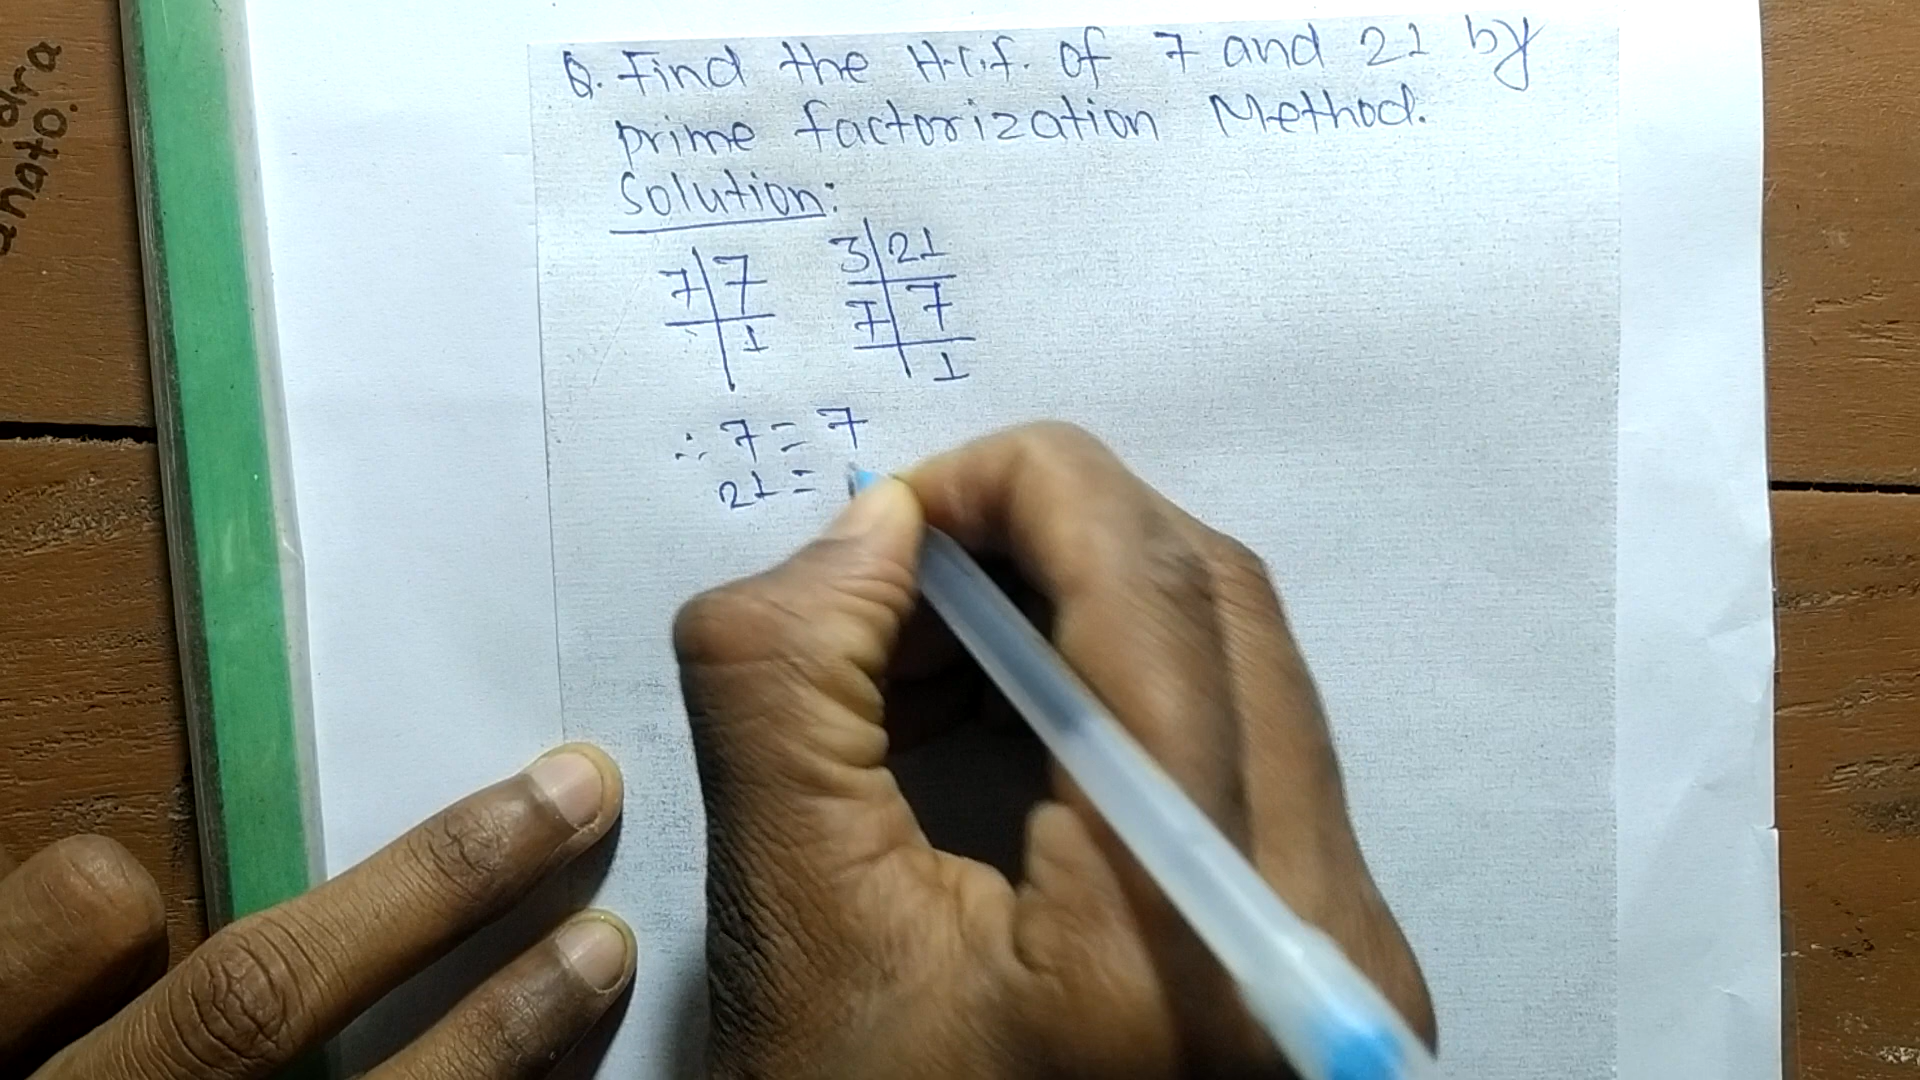 Q. Find the H.C.f. of 7 and 21 by
prime factorization Method.
Solution:
7 | 7
1
3 | 21
7 | 7
1
∴ 7 = 7
21 =